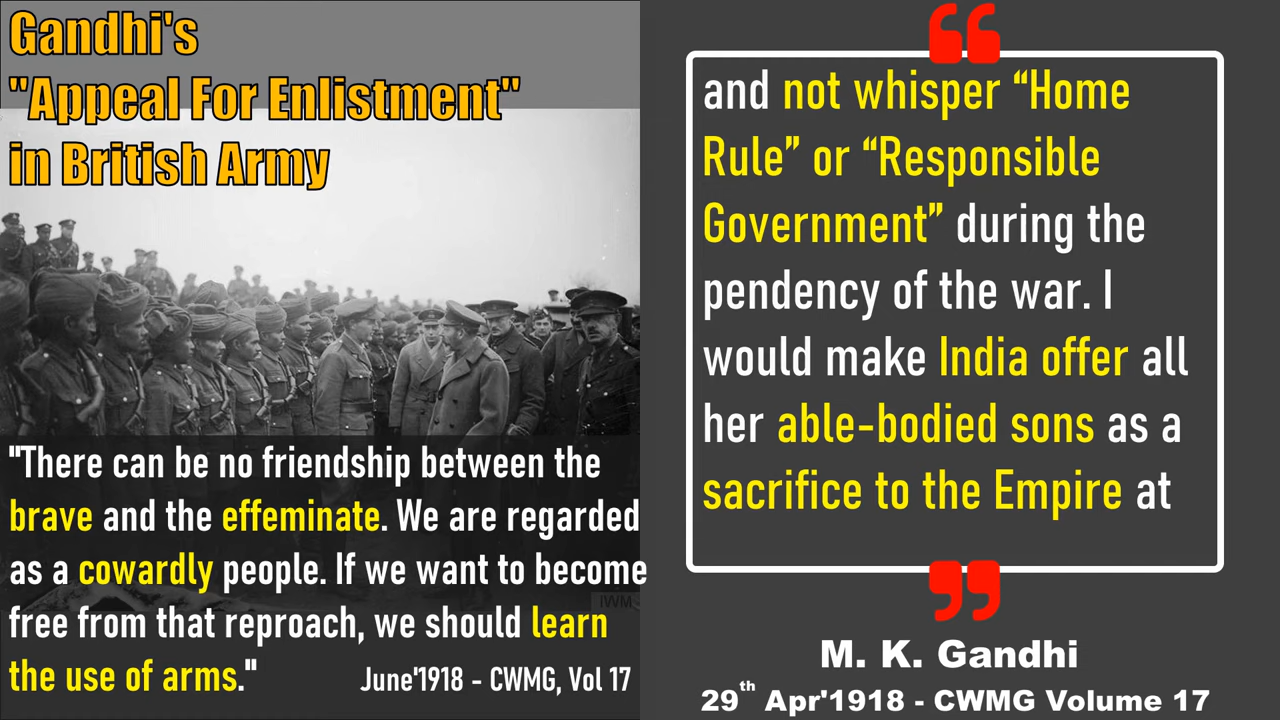 Gandhi's
"Appeal For Enlistment"
in British Army
"There can be no friendship between the
brave and the effeminate. We are regarded
as a cowardly people. If we want to become
free from that reproach, we should learn
the use of arms."
June'1918 - CWMG, Vol 17
IWM
“
and not whisper “Home
Rule” or “Responsible
Government” during the
pendency of the war. I
would make India offer all
her able-bodied sons as a
sacrifice to the Empire at
”
M. K. Gandhi
29th Apr'1918 - CWMG Volume 17